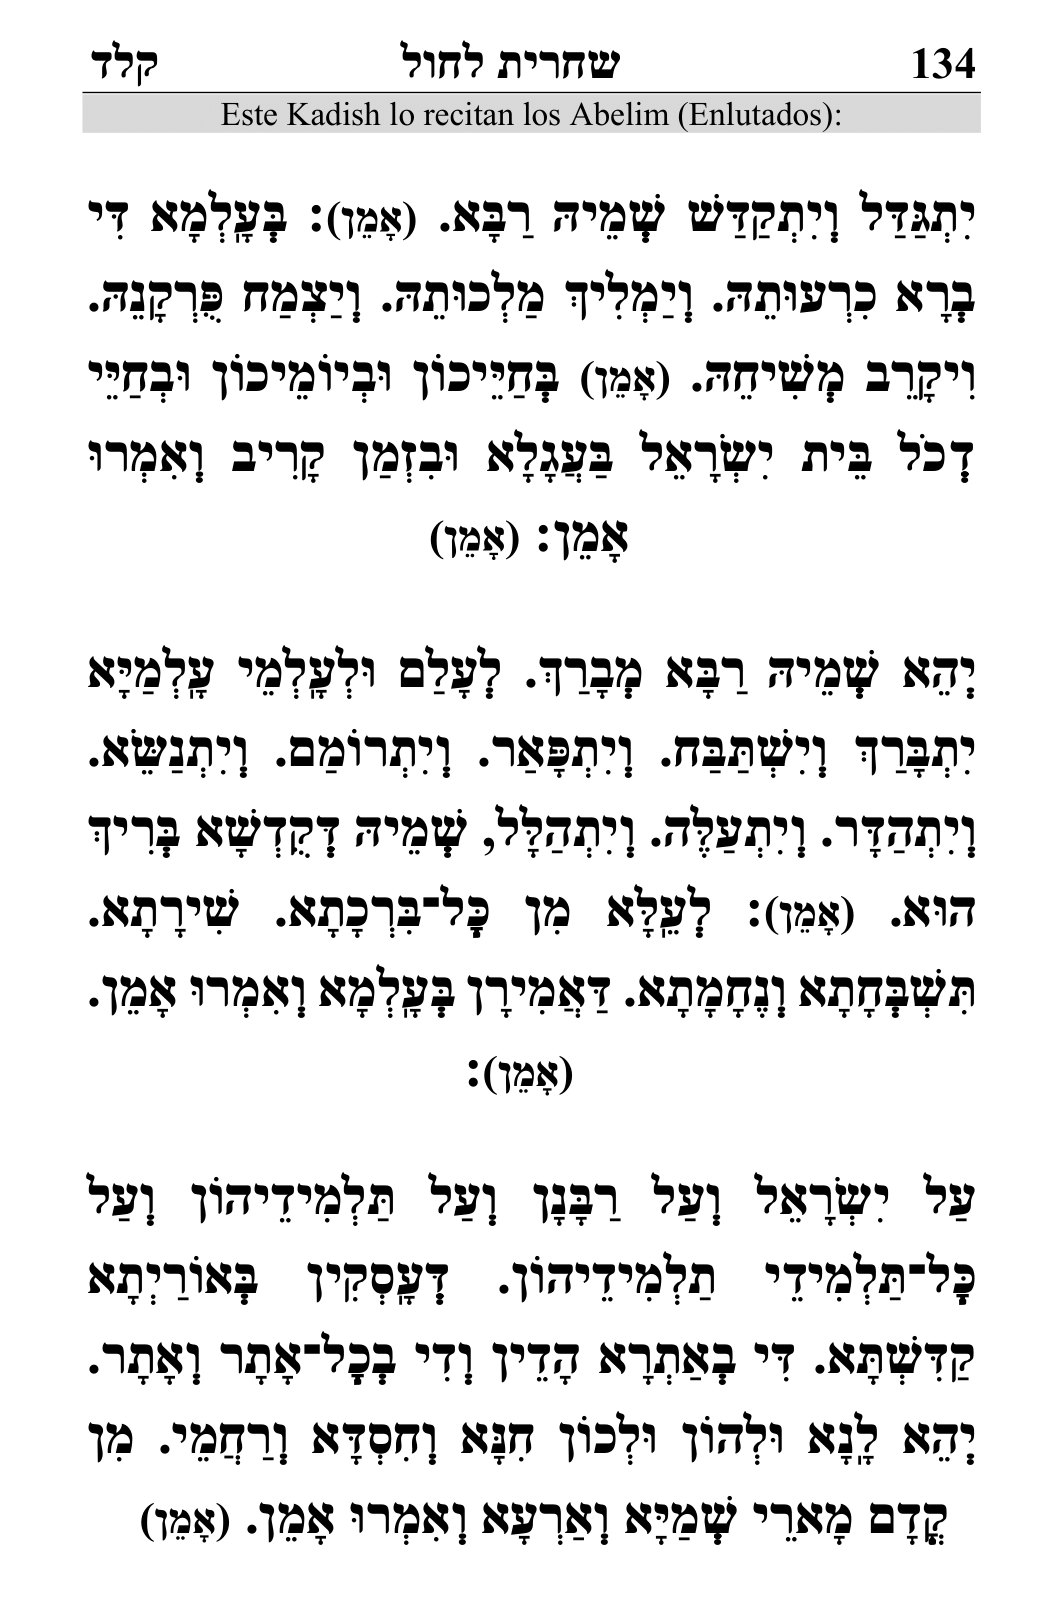 134 שחרית לחול קלד
Este Kadish lo recitan los Abelim (Enlutados):
יִתְגַּדַּל וְיִתְקַדַּשׁ שְׁמֵיהּ רַבָּא. (אָמֵן): בְּעָלְמָא דִּי
בְרָא כִרְעוּתֵהּ. וְיַמְלִיךְ מַלְכוּתֵהּ. וְיַצְמַח פֻּרְקָנֵהּ.
וִיקָרֵב מְשִׁיחֵהּ. (אָמֵן) בְּחַיֵּיכוֹן וּבְיוֹמֵיכוֹן וּבְחַיֵּי
דְכֹל בֵּית יִשְׂרָאֵל בַּעֲגָלָא וּבִזְמַן קָרִיב וְאִמְרוּ
אָמֵן: (אָמֵן)
יְהֵא שְׁמֵיהּ רַבָּא מְבָרַךְ. לְעָלַם וּלְעָלְמֵי עָלְמַיָּא
יִתְבָּרַךְ וְיִשְׁתַּבַּח. וְיִתְפָּאַר. וְיִתְרוֹמַם. וְיִתְנַשֵּׂא.
וְיִתְהַדָּר. וְיִתְעַלֶּה. וְיִתְהַלָּל, שְׁמֵיהּ דְּקֻדְשָׁא בְּרִיךְ
הוּא. (אָמֵן): לְעֵלָּא מִן כָּל־בִּרְכָתָא. שִׁירָתָא.
תִּשְׁבְּחָתָא וְנֶחָמָתָא. דַּאֲמִירָן בְּעָלְמָא וְאִמְרוּ אָמֵן.
(אָמֵן):
עַל יִשְׂרָאֵל וְעַל רַבָּנָן וְעַל תַּלְמִידֵיהוֹן וְעַל
כָּל־תַּלְמִידֵי תַלְמִידֵיהוֹן. דְּעָסְקִין בְּאוֹרַיְתָא
קַדִּשְׁתָּא. דִּי בְאַתְרָא הָדֵין וְדִי בְכָל־אָתָר וְאָתָר.
יְהֵא לָנָא וּלְהוֹן וּלְכוֹן חִנָּא וְחִסְדָּא וְרַחֲמֵי. מִן
קֳדָם מָארֵי שְׁמַיָּא וְאַרְעָא וְאִמְרוּ אָמֵן. (אָמֵן)